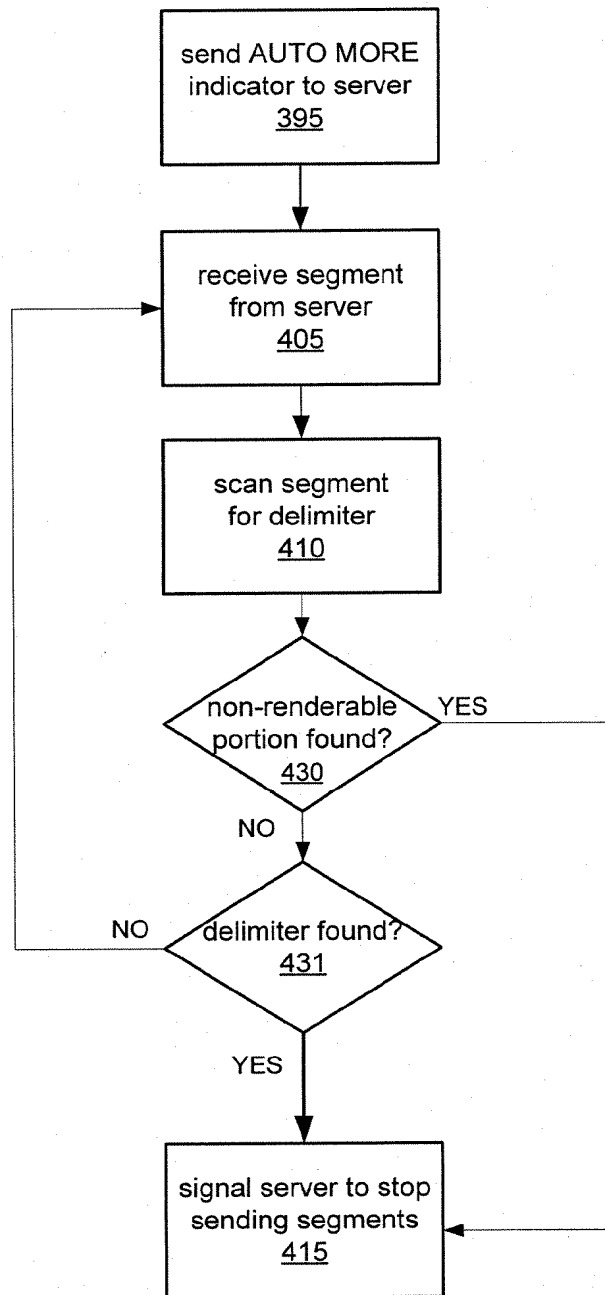 send AUTO MORE
indicator to server
395
receive segment
from server
405
scan segment
for delimiter
410
non-renderable
portion found?
430
YES
NO
delimiter found?
431
NO
YES
signal server to stop
sending segments
415